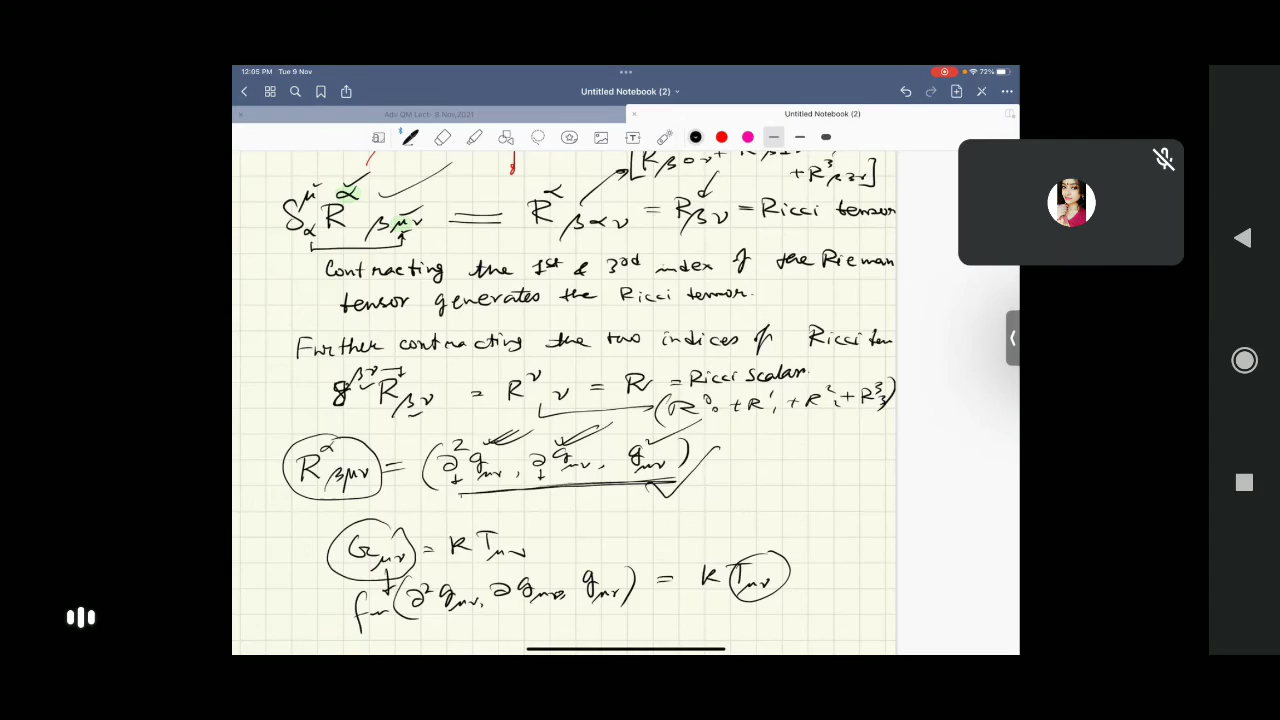 12:05 PM Tue 9 Nov
72%
Untitled Notebook (2)
Adv QM Lect- 8 Nov,2021
Untitled Notebook (2)
+ R³_β3ν]
δ^μ_α R^α_βμν = R^α_βαν = R_βν = Ricci tensor
Contracting the 1st & 3rd index of the Rieman
tensor generates the Ricci tensor.
Further contracting the two indices of Ricci ten
g^βν R_βν = R^ν_ν = R = Ricci scalar.
(R⁰₀ + R¹₁ + R²₂ + R³₃)
R^α_βμν = (∂²g_μν, ∂g_μν, g_μν)
G_μν = K T_μν
fn(∂²g_μν, ∂g_μν, g_μν) = K T_μν